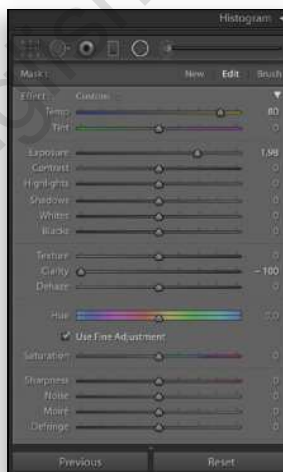 Histogram
Mask: New Edit Brush
Effect: Custom
Temp 80
Tint 0
Exposure 1.98
Contrast 0
Highlights 0
Shadows 0
Whites 0
Blacks 0
Texture 0
Clarity – 100
Dehaze 0
Hue 0.0
Use Fine Adjustment
Saturation 0
Sharpness 0
Noise 0
Moiré 0
Defringe 0
Previous Reset